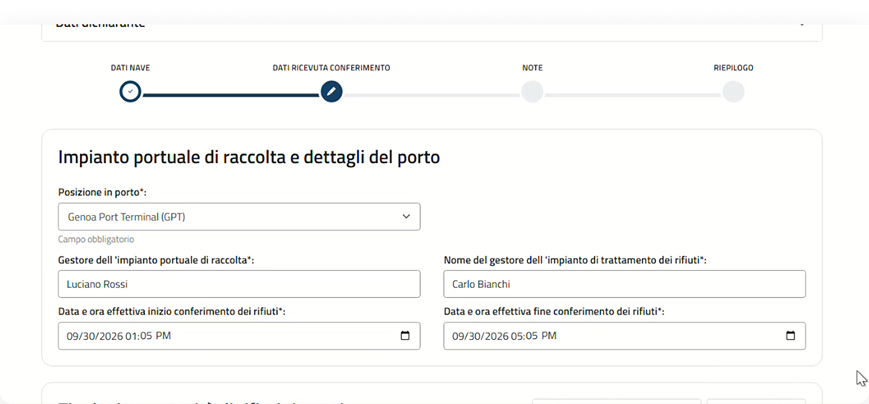 Dati dichiarante
DATI NAVE
DATI RICEVUTA CONFERIMENTO
NOTE
RIEPILOGO
Impianto portuale di raccolta e dettagli del porto
Posizione in porto*:
Genoa Port Terminal (GPT)
Campo obbligatorio
Gestore dell 'impianto portuale di raccolta*:
Nome del gestore dell 'impianto di trattamento dei rifiuti*:
Luciano Rossi
Carlo Bianchi
Data e ora effettiva inizio conferimento dei rifiuti*:
Data e ora effettiva fine conferimento dei rifiuti*:
09/30/2026 01:05 PM
09/30/2026 05:05 PM